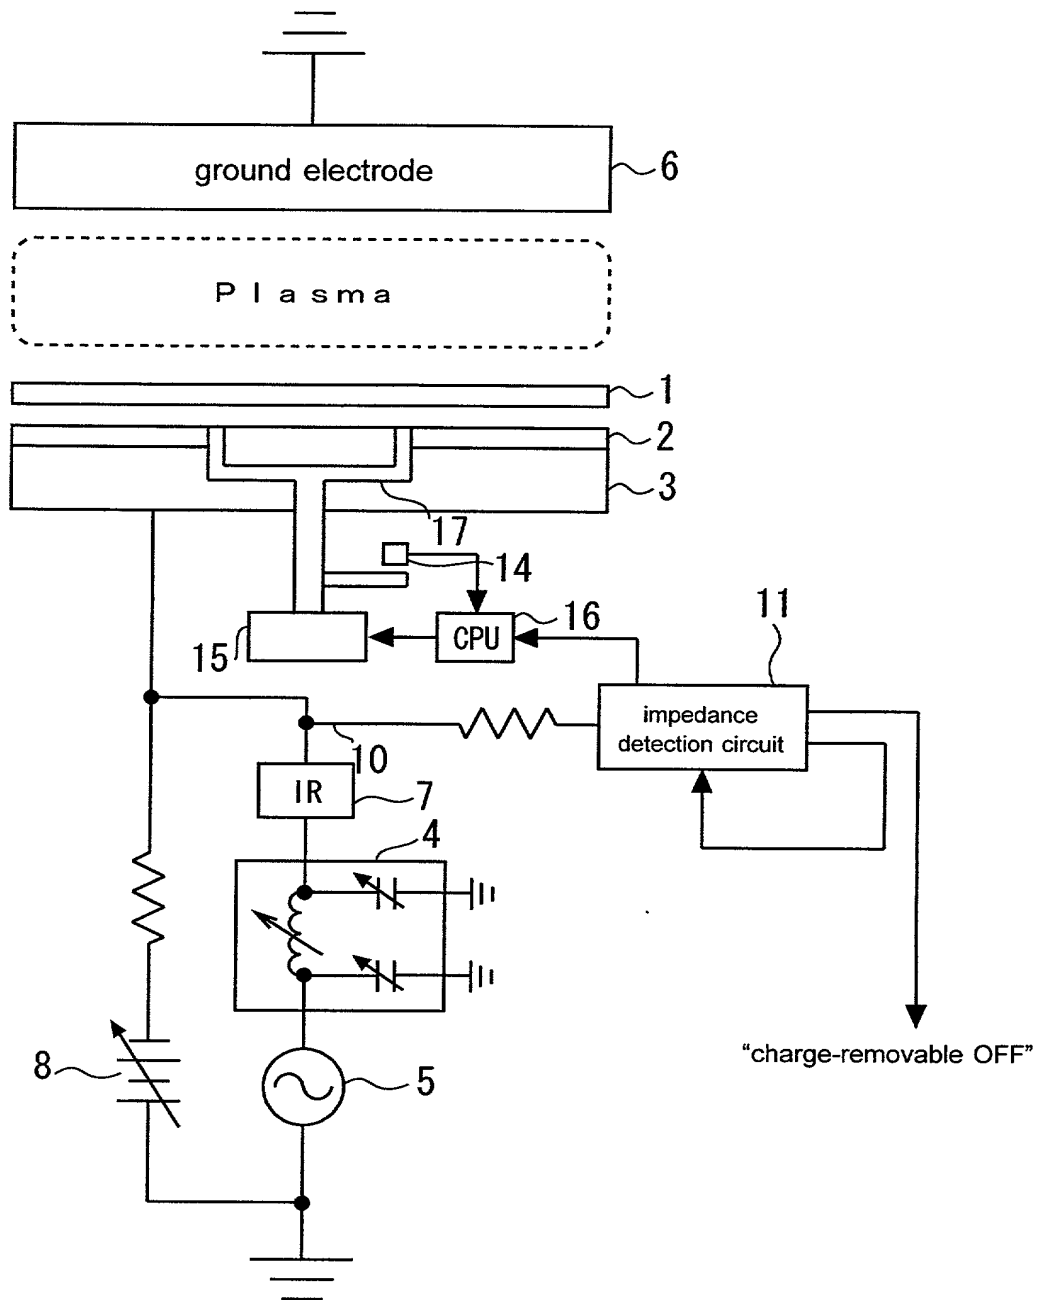 ground electrode
6
Plasma
1
2
3
17
14
11
16
CPU
15
impedance
detection circuit
10
IR
7
4
"charge-removable OFF"
8
5